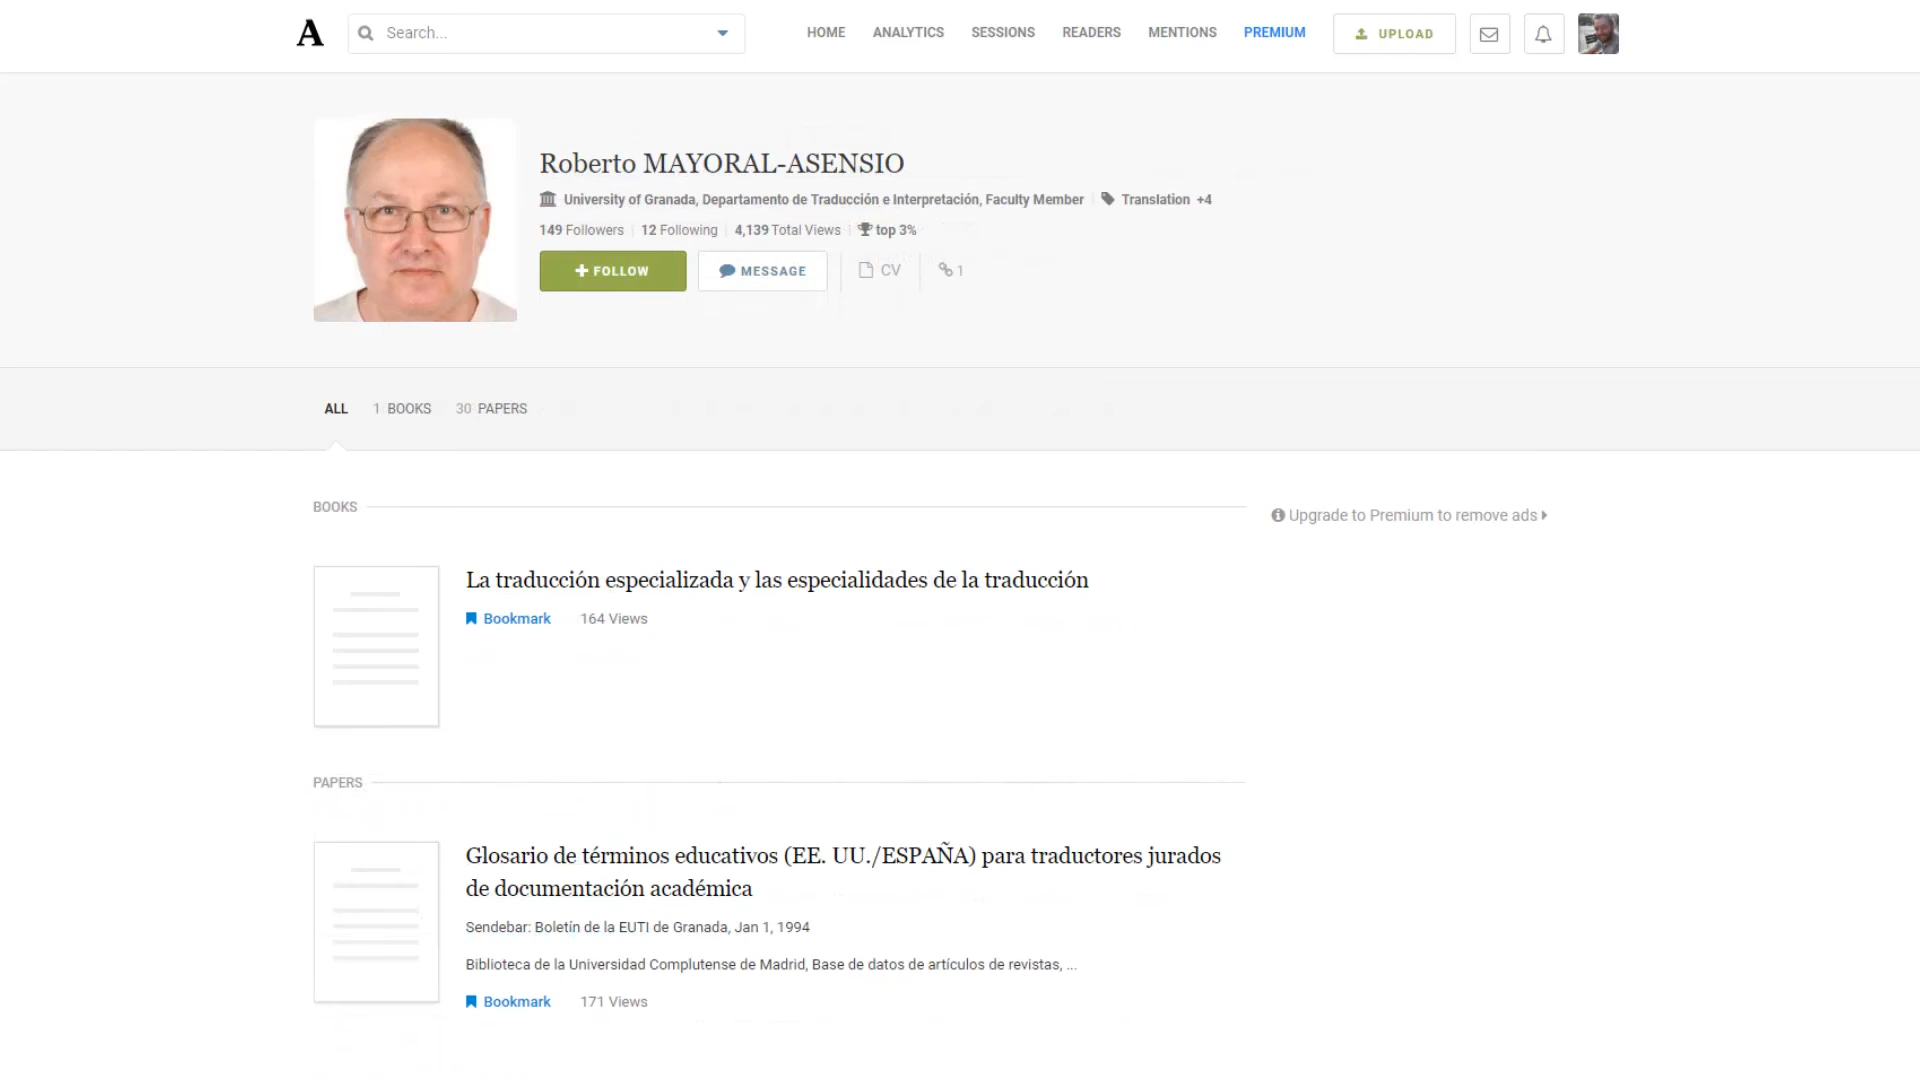 A
Search...
HOME ANALYTICS SESSIONS READERS MENTIONS PREMIUM UPLOAD
Roberto MAYORAL-ASENSIO
University of Granada, Departamento de Traducción e Interpretación, Faculty Member Translation +4
149 Followers 12 Following 4,139 Total Views top 3%
FOLLOW MESSAGE CV 1
ALL 1 BOOKS 30 PAPERS
BOOKS
Upgrade to Premium to remove ads
La traducción especializada y las especialidades de la traducción
Bookmark 164 Views
PAPERS
Glosario de términos educativos (EE. UU./ESPAÑA) para traductores jurados
de documentación académica
Sendebar: Boletín de la EUTI de Granada, Jan 1, 1994
Biblioteca de la Universidad Complutense de Madrid, Base de datos de artículos de revistas, ...
Bookmark 171 Views